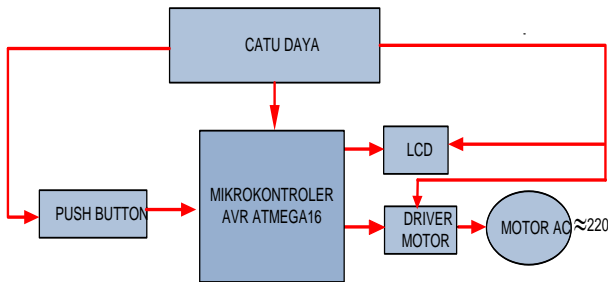 CATU DAYA
LCD
MIKROKONTROLER
AVR ATMEGA16
PUSH BUTTON
DRIVER
MOTOR
MOTOR AC
≈220